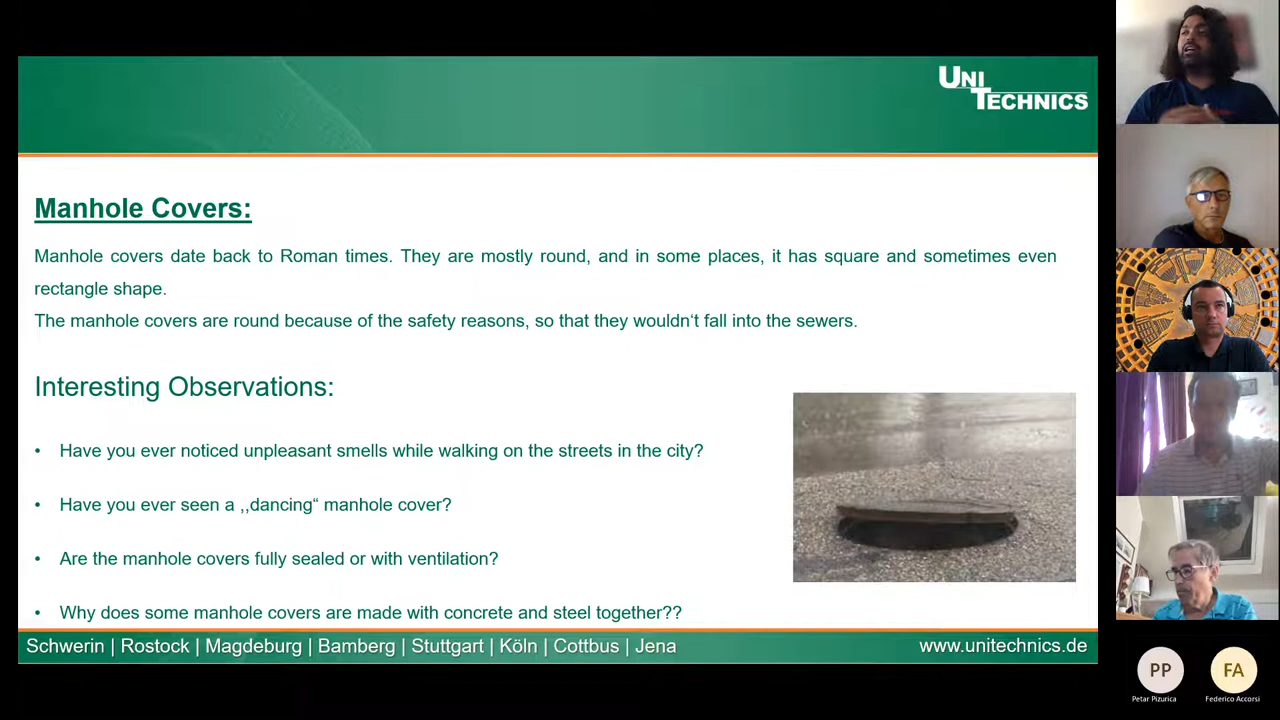 UNI
TECHNICS
Manhole Covers:
Manhole covers date back to Roman times. They are mostly round, and in some places, it has square and sometimes even
rectangle shape.
The manhole covers are round because of the safety reasons, so that they wouldn‘t fall into the sewers.
Interesting Observations:
• Have you ever noticed unpleasant smells while walking on the streets in the city?
• Have you ever seen a ,,dancing“ manhole cover?
• Are the manhole covers fully sealed or with ventilation?
• Why does some manhole covers are made with concrete and steel together??
Schwerin | Rostock | Magdeburg | Bamberg | Stuttgart | Köln | Cottbus | Jena
www.unitechnics.de
PP
FA
Petar Pizurica
Federico Accorsi